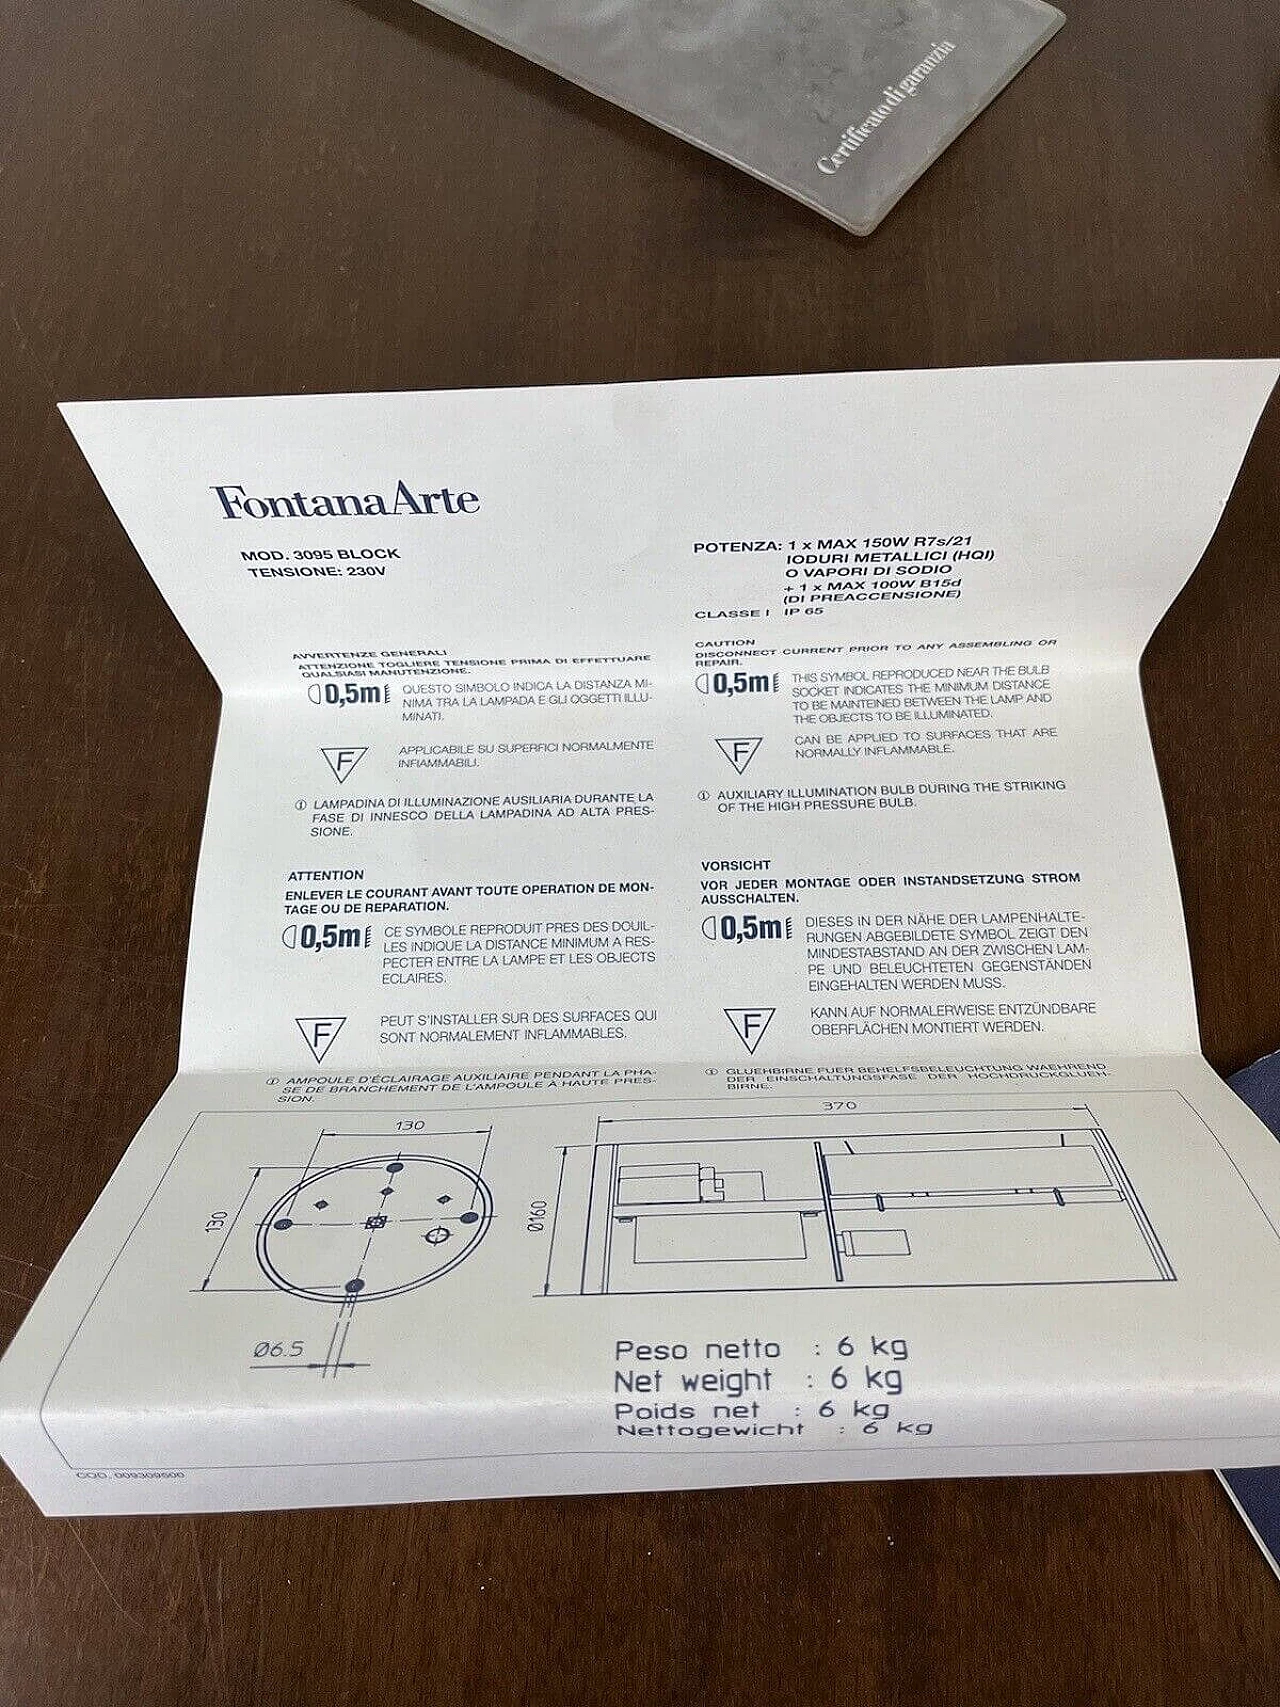 Certificato di garanzia
FontanaArte
MOD. 3095 BLOCK
TENSIONE: 230V
POTENZA: 1 x MAX 150W R7s/21
IODURI METALLICI (HQI)
O VAPORI DI SODIO
+ 1 x MAX 100W B15d
(DI PREACCENSIONE)
CLASSE I IP 65
AVVERTENZE GENERALI
ATTENZIONE TOGLIERE TENSIONE PRIMA DI EFFETTUARE
QUALSIASI MANUTENZIONE.
0,5m
QUESTO SIMBOLO INDICA LA DISTANZA MI-
NIMA TRA LA LAMPADA E GLI OGGETTI ILLU-
MINATI.
F
APPLICABILE SU SUPERFICI NORMALMENTE
INFIAMMABILI.
① LAMPADINA DI ILLUMINAZIONE AUSILIARIA DURANTE LA
FASE DI INNESCO DELLA LAMPADINA AD ALTA PRES-
SIONE.
CAUTION
DISCONNECT CURRENT PRIOR TO ANY ASSEMBLING OR
REPAIR.
0,5m
THIS SYMBOL REPRODUCED NEAR THE BULB
SOCKET INDICATES THE MINIMUM DISTANCE
TO BE MAINTEINED BETWEEN THE LAMP AND
THE OBJECTS TO BE ILLUMINATED.
F
CAN BE APPLIED TO SURFACES THAT ARE
NORMALLY INFLAMMABLE.
① AUXILIARY ILLUMINATION BULB DURING THE STRIKING
OF THE HIGH PRESSURE BULB.
ATTENTION
ENLEVER LE COURANT AVANT TOUTE OPERATION DE MON-
TAGE OU DE REPARATION.
0,5m
CE SYMBOLE REPRODUIT PRES DES DOUIL-
LES INDIQUE LA DISTANCE MINIMUM A RES-
PECTER ENTRE LA LAMPE ET LES OBJECTS
ECLAIRES.
F
PEUT S'INSTALLER SUR DES SURFACES QUI
SONT NORMALEMENT INFLAMMABLES.
① AMPOULE D'ÉCLAIRAGE AUXILIAIRE PENDANT LA PHA-
SE DE BRANCHEMENT DE L'AMPOULE À HAUTE PRES-
SION.
VORSICHT
VOR JEDER MONTAGE ODER INSTANDSETZUNG STROM
AUSSCHALTEN.
0,5m
DIESES IN DER NÄHE DER LAMPENHALTE-
RUNGEN ABGEBILDETE SYMBOL ZEIGT DEN
MINDESTABSTAND AN DER ZWISCHEN LAM-
PE UND BELEUCHTETEN GEGENSTÄNDEN
EINGEHALTEN WERDEN MUSS.
F
KANN AUF NORMALERWEISE ENTZÜNDBARE
OBERFLÄCHEN MONTIERT WERDEN.
① GLUEHBIRNE FUER BEHELFSBELEUCHTUNG WAEHREND
DER EINSCHALTUNGSFASE DER HOCHDRUCKGLUEH-
BIRNE.
130
130
Ø6.5
370
Ø160
Peso netto : 6 kg
Net weight : 6 kg
Poids net : 6 kg
Nettogewicht : 6 kg
COD. 009309500